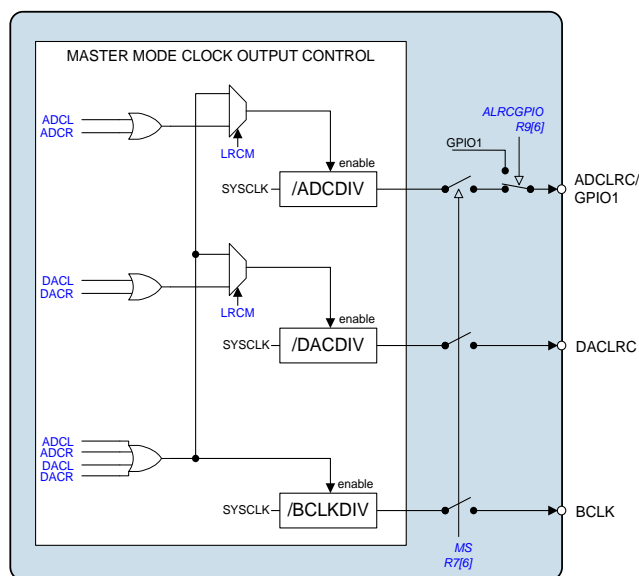 MASTER MODE CLOCK OUTPUT CONTROL
ADCL
ADCR
LRCM
enable
SYSCLK
/ADCDIV
ALRCGPIO
R9[6]
GPIO1
ADCLRC/
GPIO1
DACL
DACR
LRCM
enable
SYSCLK
/DACDIV
DACLRC
ADCL
ADCR
DACL
DACR
enable
SYSCLK
/BCLKDIV
BCLK
MS
R7[6]